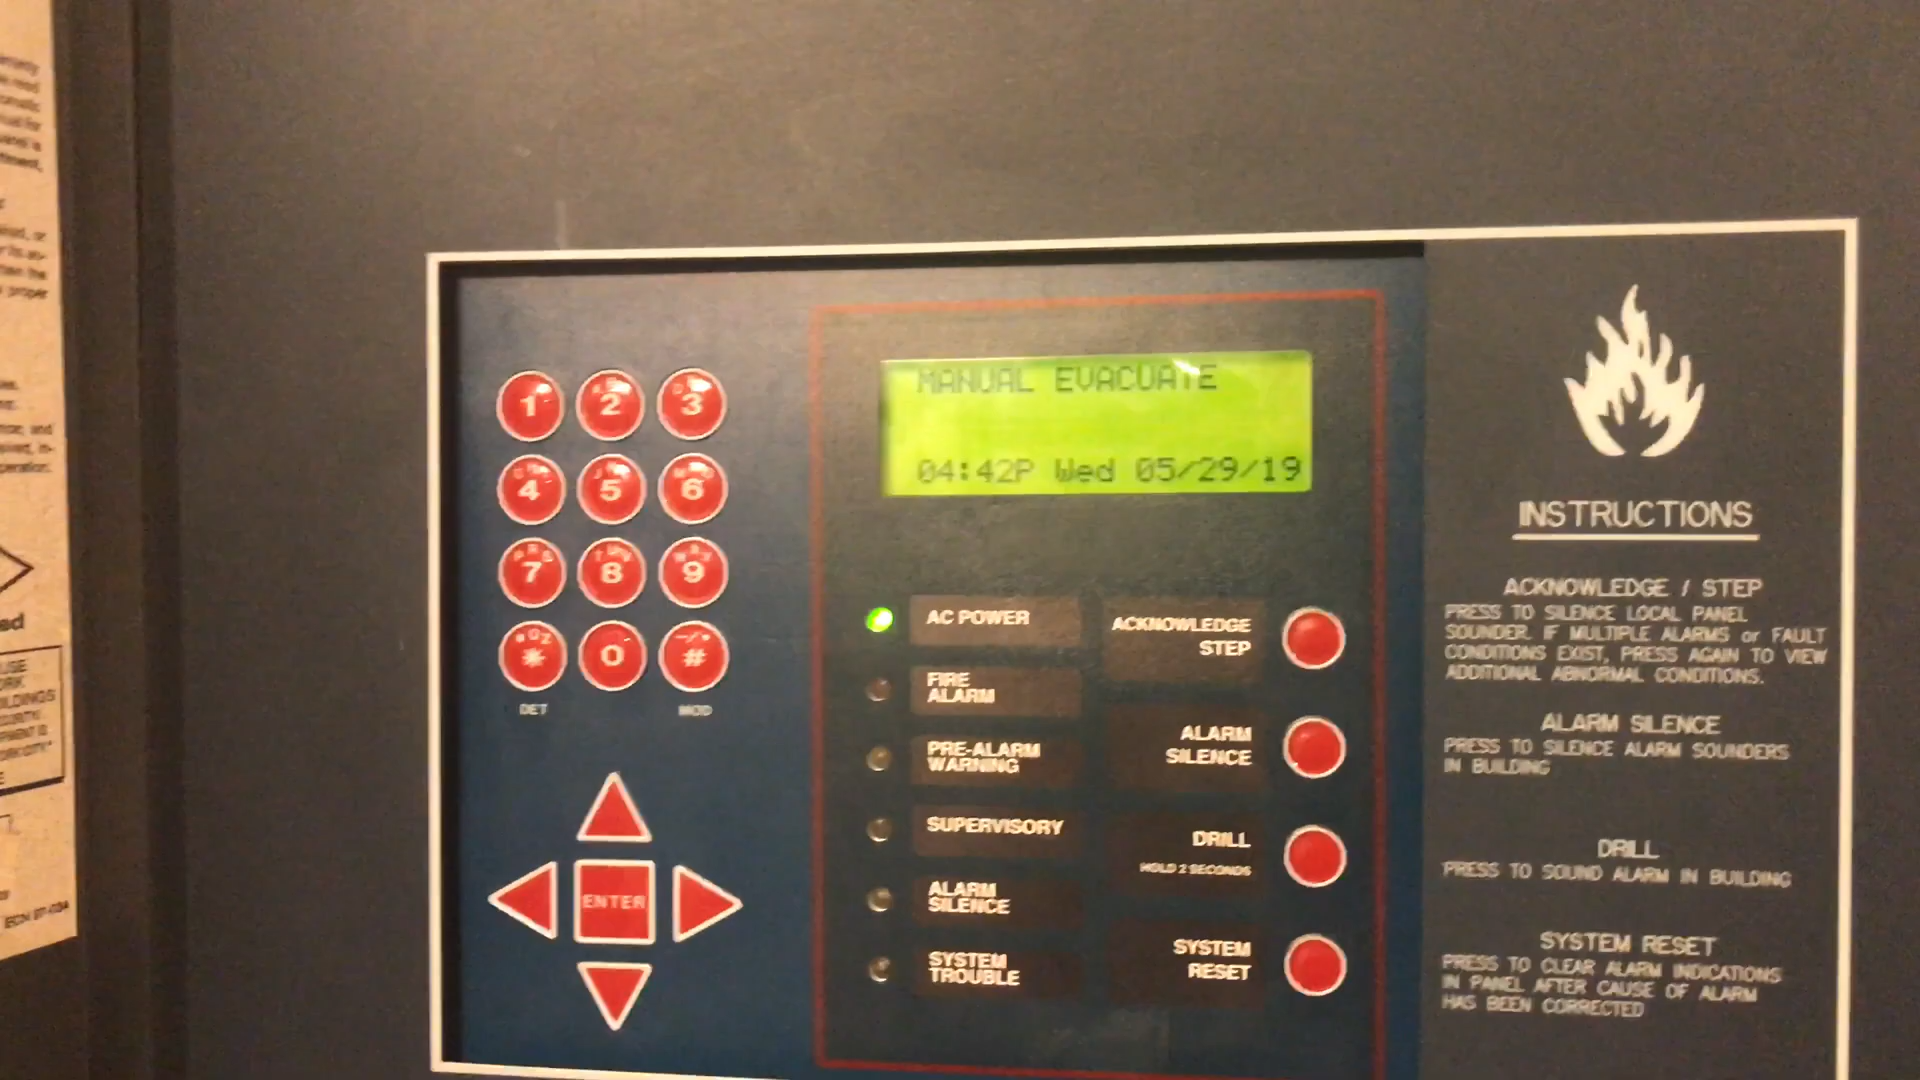 MANUAL EVACUATE
04:42P Wed 05/29/19
1
2
3
4
5
6
7
8
9
*
0
#
DET
MOD
ENTER
AC POWER
FIRE
ALARM
PRE-ALARM
WARNING
SUPERVISORY
ALARM
SILENCE
SYSTEM
TROUBLE
ACKNOWLEDGE
STEP
ALARM
SILENCE
DRILL
HOLD 2 SECONDS
SYSTEM
RESET
INSTRUCTIONS
ACKNOWLEDGE / STEP
PRESS TO SILENCE LOCAL PANEL
SOUNDER. IF MULTIPLE ALARMS or FAULT
CONDITIONS EXIST, PRESS AGAIN TO VIEW
ADDITIONAL ABNORMAL CONDITIONS.
ALARM SILENCE
PRESS TO SILENCE ALARM SOUNDERS
IN BUILDING
DRILL
PRESS TO SOUND ALARM IN BUILDING
SYSTEM RESET
PRESS TO CLEAR ALARM INDICATIONS
IN PANEL AFTER CAUSE OF ALARM
HAS BEEN CORRECTED